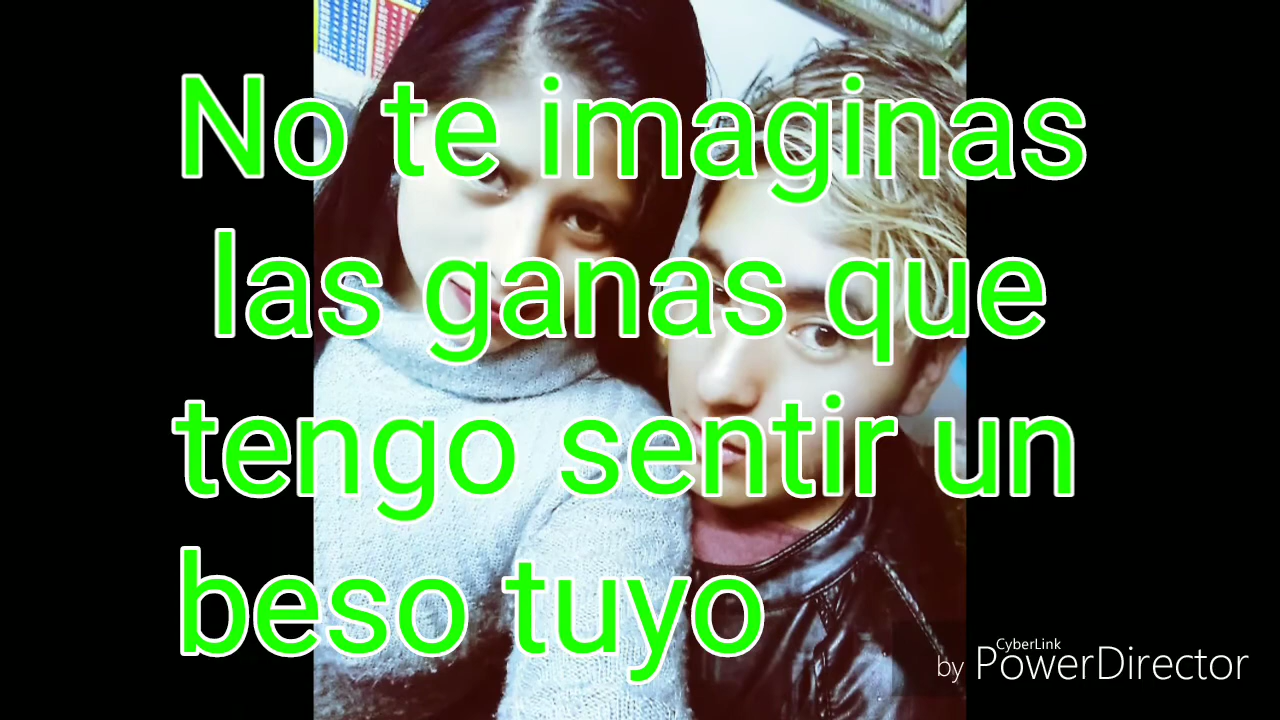 No te imaginas
las ganas que
tengo sentir un
beso tuyo
CyberLink
by PowerDirector